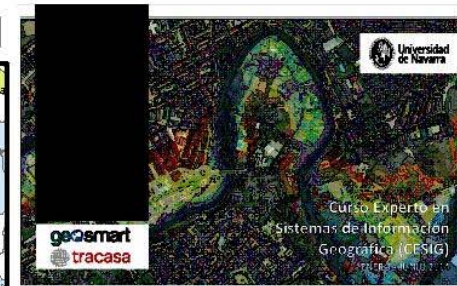 Universidad
de Navarra
Curso Experto en
Sistemas de Información
Geográfica (CESIG)
geosmart
tracasa